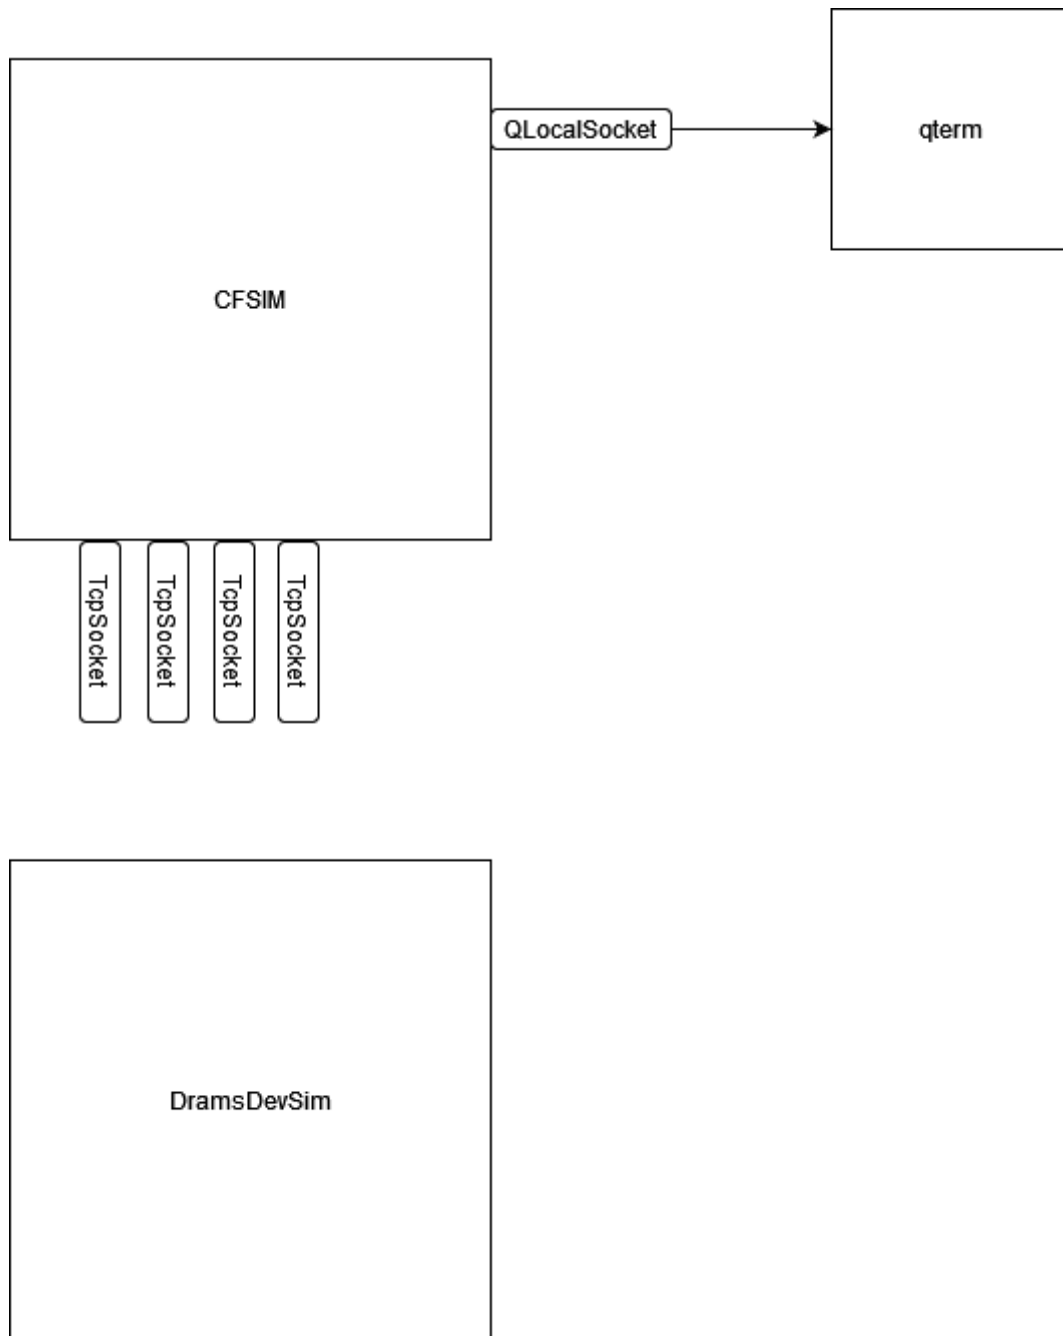 QLocalSocket
qterm
CFSIM
TcpSocket
TcpSocket
TcpSocket
TcpSocket
DramsDevSim